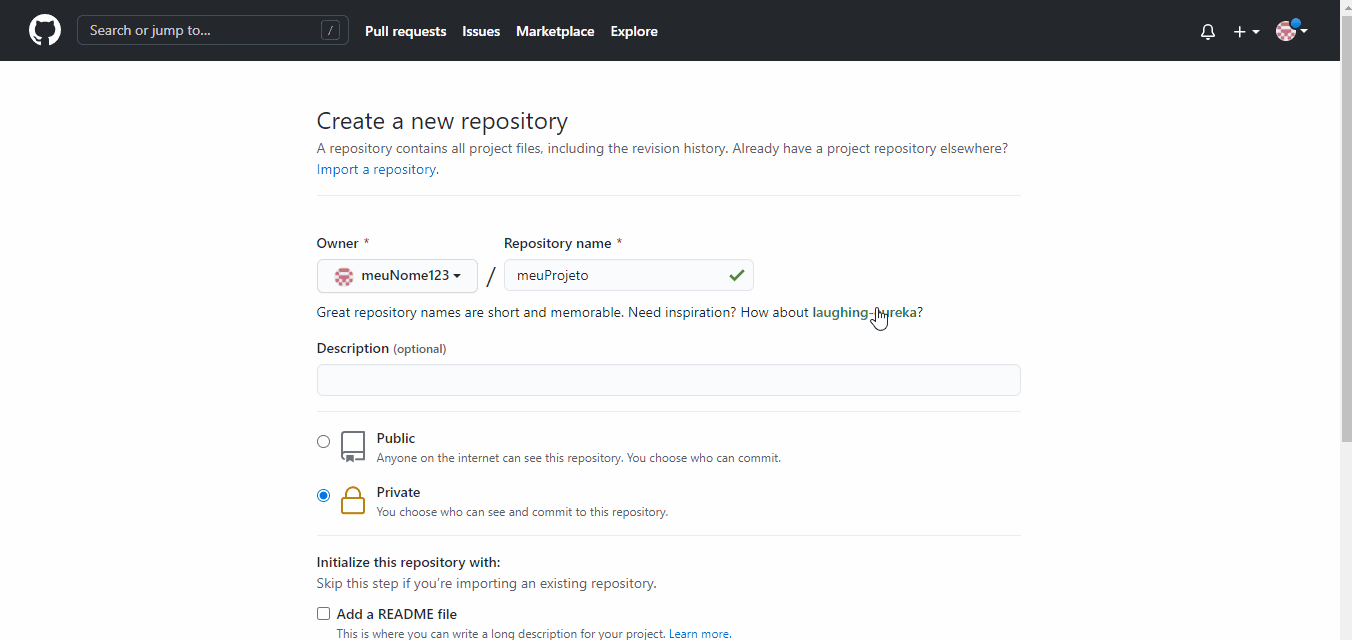 Search or jump to... /
Pull requests Issues Marketplace Explore
Create a new repository
A repository contains all project files, including the revision history. Already have a project repository elsewhere?
Import a repository.
Owner * Repository name *
meuNome123 / meuProjeto
Great repository names are short and memorable. Need inspiration? How about laughing-eureka?
Description (optional)
Public
Anyone on the internet can see this repository. You choose who can commit.
Private
You choose who can see and commit to this repository.
Initialize this repository with:
Skip this step if you're importing an existing repository.
Add a README file
This is where you can write a long description for your project. Learn more.